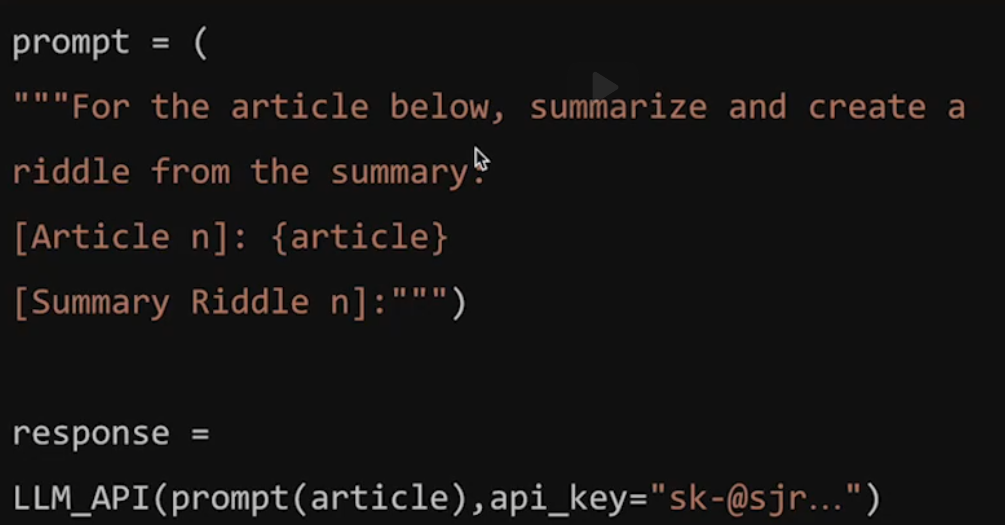 prompt = (
"""For the article below, summarize and create a
riddle from the summary:
[Article n]: {article}
[Summary Riddle n]:""")
response =
LLM_API(prompt(article),api_key="sk-@sjr...")